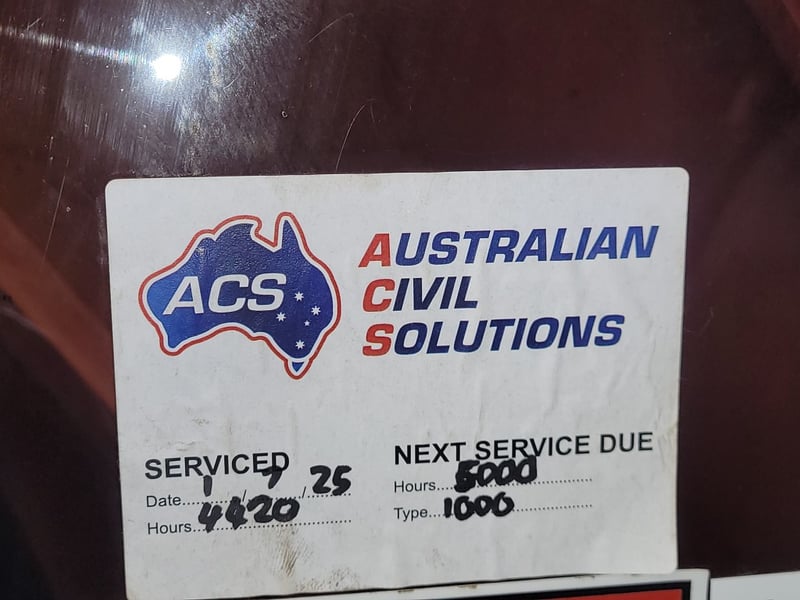 ACS
AUSTRALIAN
CIVIL
SOLUTIONS
SERVICED
Date 1 / 7 / 25
Hours 4420
NEXT SERVICE DUE
Hours 5000
Type 1000